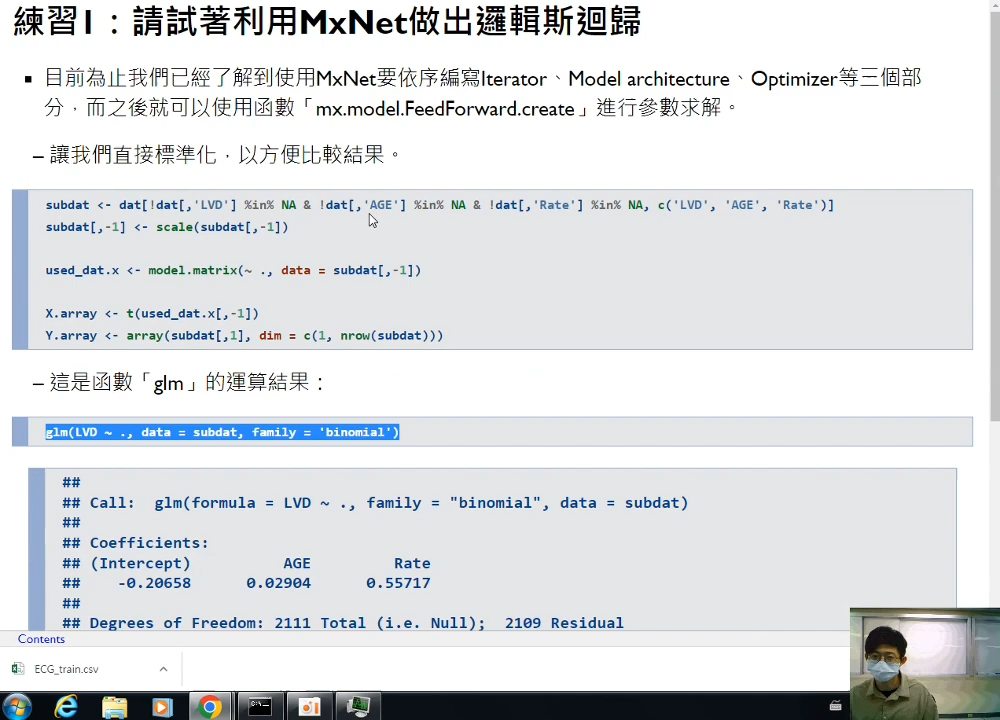 練習1：請試著利用MxNet做出邏輯斯迴歸
▪ 目前為止我們已經了解到使用MxNet要依序編寫Iterator、Model architecture、Optimizer等三個部
分，而之後就可以使用函數「mx.model.FeedForward.create」進行參數求解。
– 讓我們直接標準化，以方便比較結果。
subdat <- dat[!dat[,'LVD'] %in% NA & !dat[,'AGE'] %in% NA & !dat[,'Rate'] %in% NA, c('LVD', 'AGE', 'Rate')]
subdat[,-1] <- scale(subdat[,-1])
used_dat.x <- model.matrix(~ ., data = subdat[,-1])
X.array <- t(used_dat.x[,-1])
Y.array <- array(subdat[,1], dim = c(1, nrow(subdat)))
– 這是函數「glm」的運算結果：
glm(LVD ~ ., data = subdat, family = 'binomial')
##
## Call:  glm(formula = LVD ~ ., family = "binomial", data = subdat)
##
## Coefficients:
## (Intercept)          AGE         Rate
##    -0.20658      0.02904      0.55717
##
## Degrees of Freedom: 2111 Total (i.e. Null);  2109 Residual
Contents
ECG_train.csv